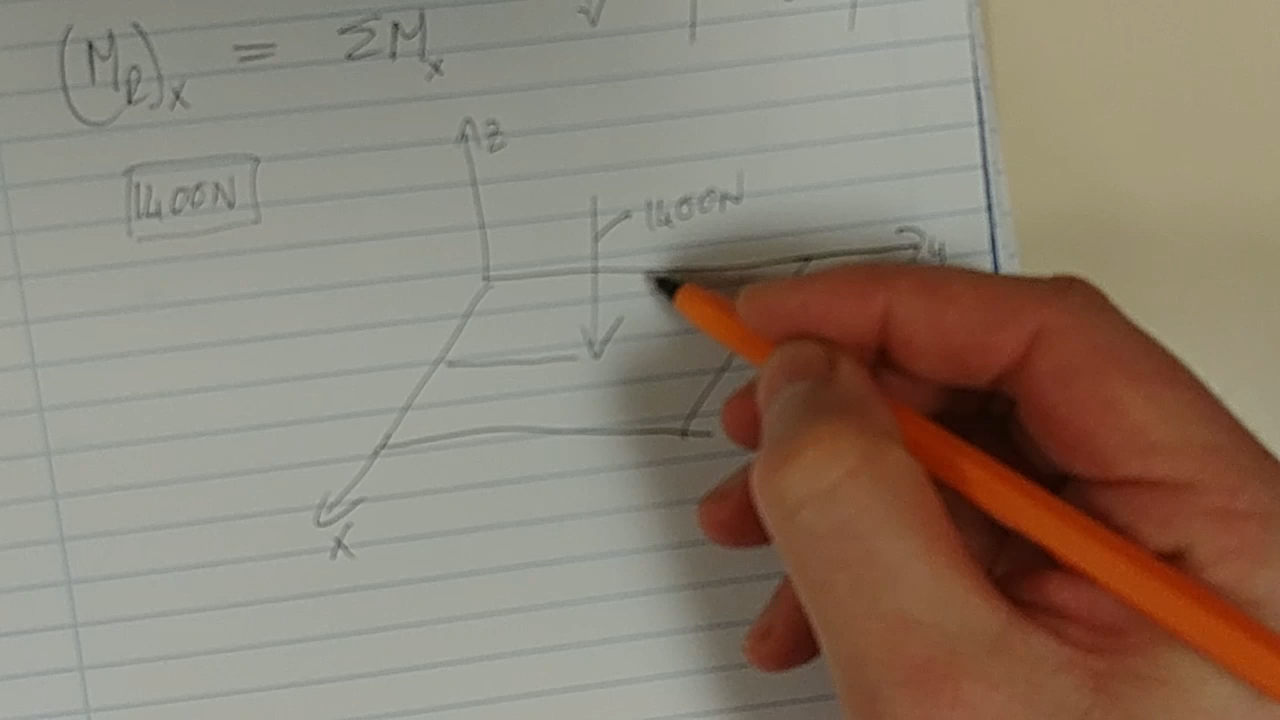 (M_R)_x = ΣM_x
z
1400N
1400N
y
x